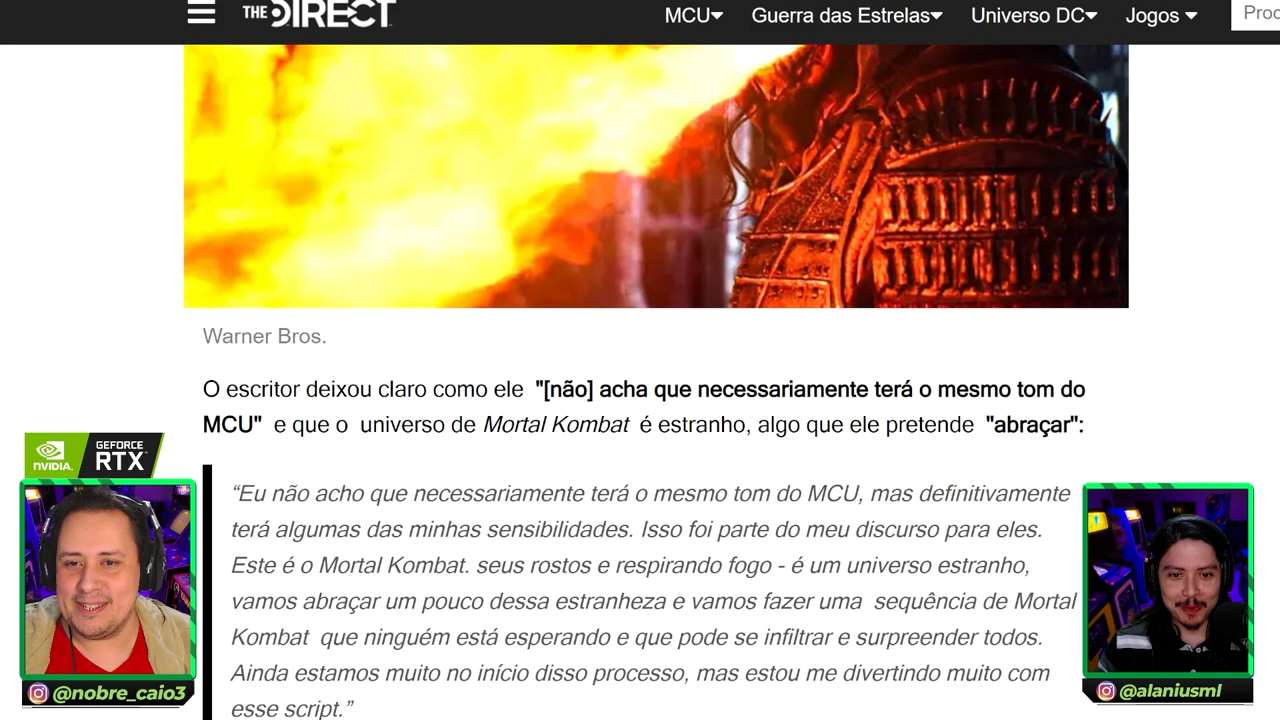 THE DIRECT
MCU▾ Guerra das Estrelas▾ Universo DC▾ Jogos ▾
Warner Bros.
O escritor deixou claro como ele "[não] acha que necessariamente terá o mesmo tom do
MCU" e que o universo de Mortal Kombat é estranho, algo que ele pretende "abraçar":
“Eu não acho que necessariamente terá o mesmo tom do MCU, mas definitivamente
terá algumas das minhas sensibilidades. Isso foi parte do meu discurso para eles.
Este é o Mortal Kombat. seus rostos e respirando fogo - é um universo estranho,
vamos abraçar um pouco dessa estranheza e vamos fazer uma sequência de Mortal
Kombat que ninguém está esperando e que pode se infiltrar e surpreender todos.
Ainda estamos muito no início disso processo, mas estou me divertindo muito com
esse script.”
NVIDIA
GEFORCE
RTX
@nobre_caio3
@alaniusml